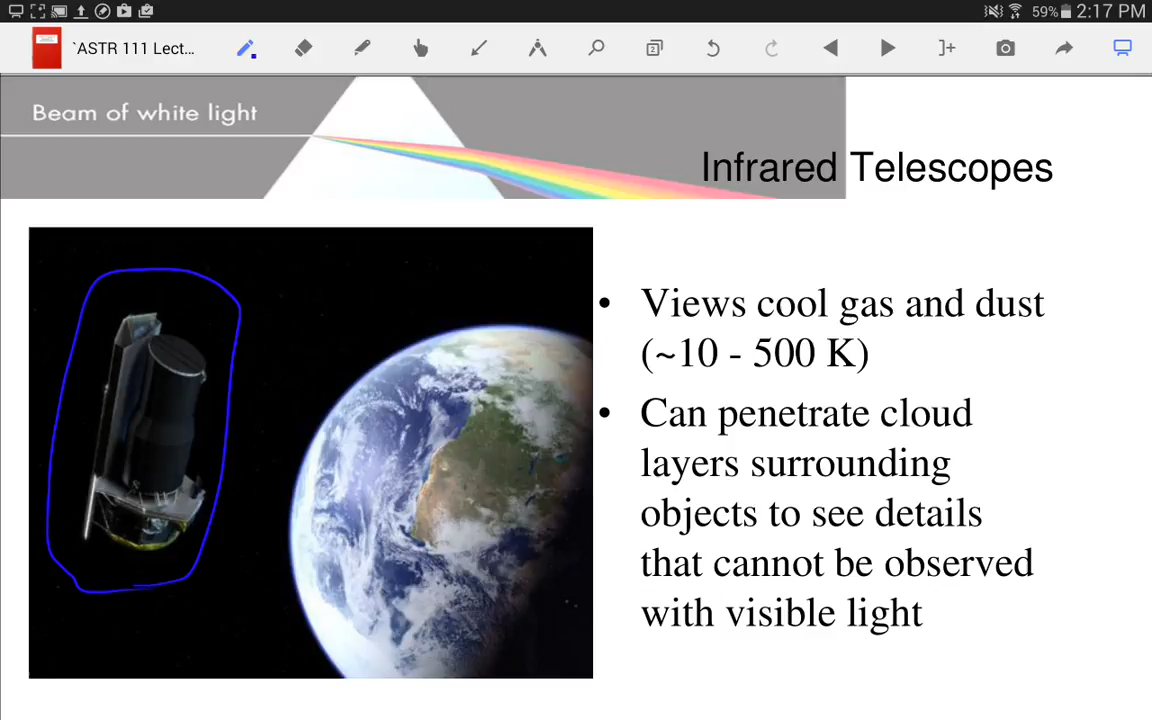 59% 2:17 PM
`ASTR 111 Lect...
Beam of white light
Infrared Telescopes
• Views cool gas and dust
(~10 - 500 K)
• Can penetrate cloud
layers surrounding
objects to see details
that cannot be observed
with visible light